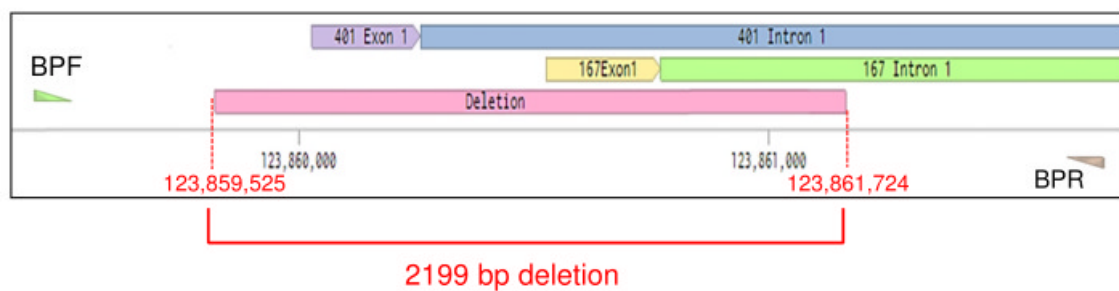 401 Exon 1
401 Intron 1
BPF
167Exon1
167 Intron 1
Deletion
123,860,000
123,861,000
123,859,525
123,861,724
BPR
2199 bp deletion